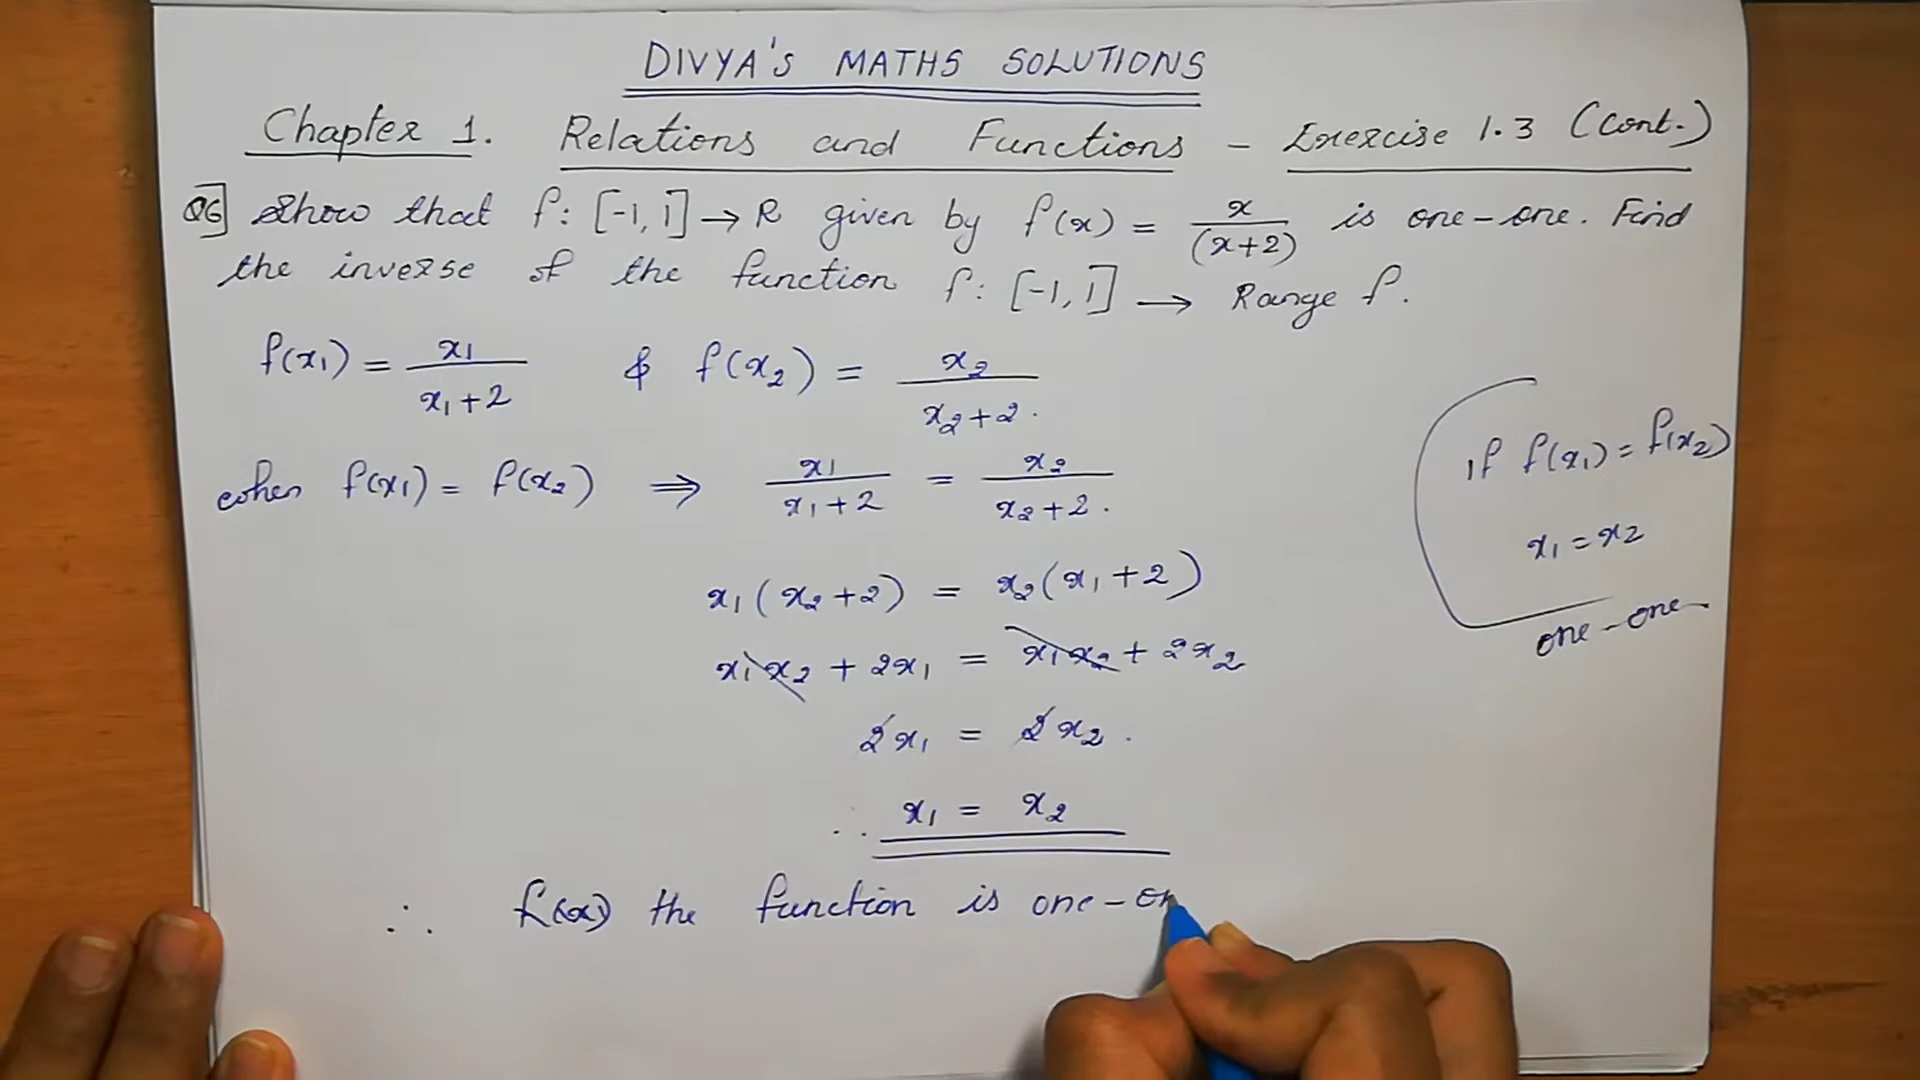 DIVYA'S MATHS SOLUTIONS
Chapter 1. Relations and Functions - Exercise 1.3 (Cont.)
Q6] Show that f: [-1, 1] → R given by f(x) = x/(x+2) is one-one. Find
the inverse of the function f: [-1, 1] → Range f.
f(x₁) = x₁/(x₁+2) & f(x₂) = x₂/(x₂+2).
when f(x₁) = f(x₂) ⇒ x₁/(x₁+2) = x₂/(x₂+2).
If f(x₁) = f(x₂)
x₁ = x₂
one-one
x₁(x₂+2) = x₂(x₁+2)
x₁x₂ + 2x₁ = x₁x₂ + 2x₂
2x₁ = 2x₂.
∴ x₁ = x₂
∴ f(x) the function is one-on